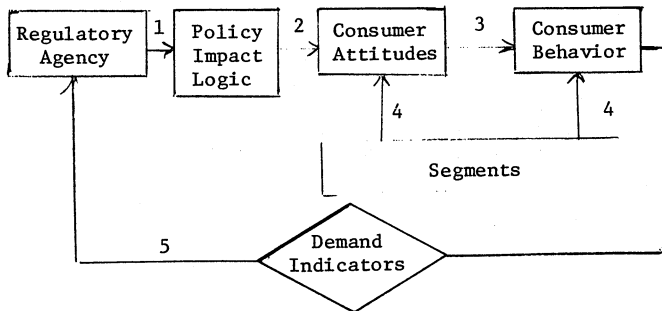 Regulatory
Agency
1
Policy
Impact
Logic
2
Consumer
Attitudes
3
Consumer
Behavior
4
4
Segments
5
Demand
Indicators